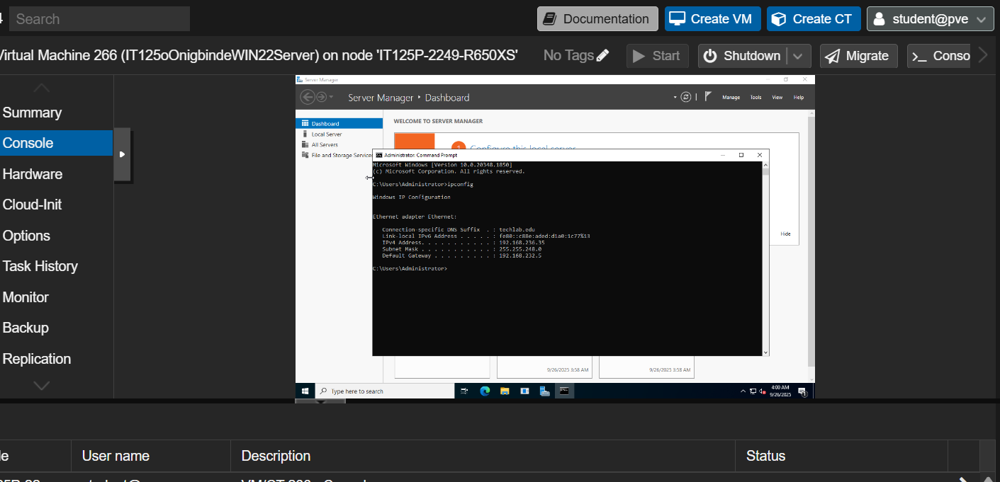 Search
Documentation
Create VM
Create CT
student@pve
Virtual Machine 266 (IT125oOnigbindeWIN22Server) on node 'IT125P-2249-R650XS'
No Tags
Start
Shutdown
Migrate
Conso
Summary
Console
Hardware
Cloud-Init
Options
Task History
Monitor
Backup
Replication
Server Manager
Server Manager • Dashboard
Manage
Tools
View
Help
Dashboard
Local Server
All Servers
File and Storage Services
WELCOME TO SERVER MANAGER
1 Configure this local server
Hide
Administrator: Command Prompt
Microsoft Windows [Version 10.0.20348.1850]
(c) Microsoft Corporation. All rights reserved.
C:\Users\Administrator>ipconfig
Windows IP Configuration
Ethernet adapter Ethernet:
Connection-specific DNS Suffix . : techlab.edu
Link-local IPv6 Address . . . . . : fe80::c88e:aded:d1a0:1c77%13
IPv4 Address. . . . . . . . . . . : 192.168.236.35
Subnet Mask . . . . . . . . . . . : 255.255.248.0
Default Gateway . . . . . . . . . : 192.168.232.5
C:\Users\Administrator>
9/26/2025 3:58 AM
9/26/2025 3:58 AM
Type here to search
4:00 AM
9/26/2025
User name
Description
Status